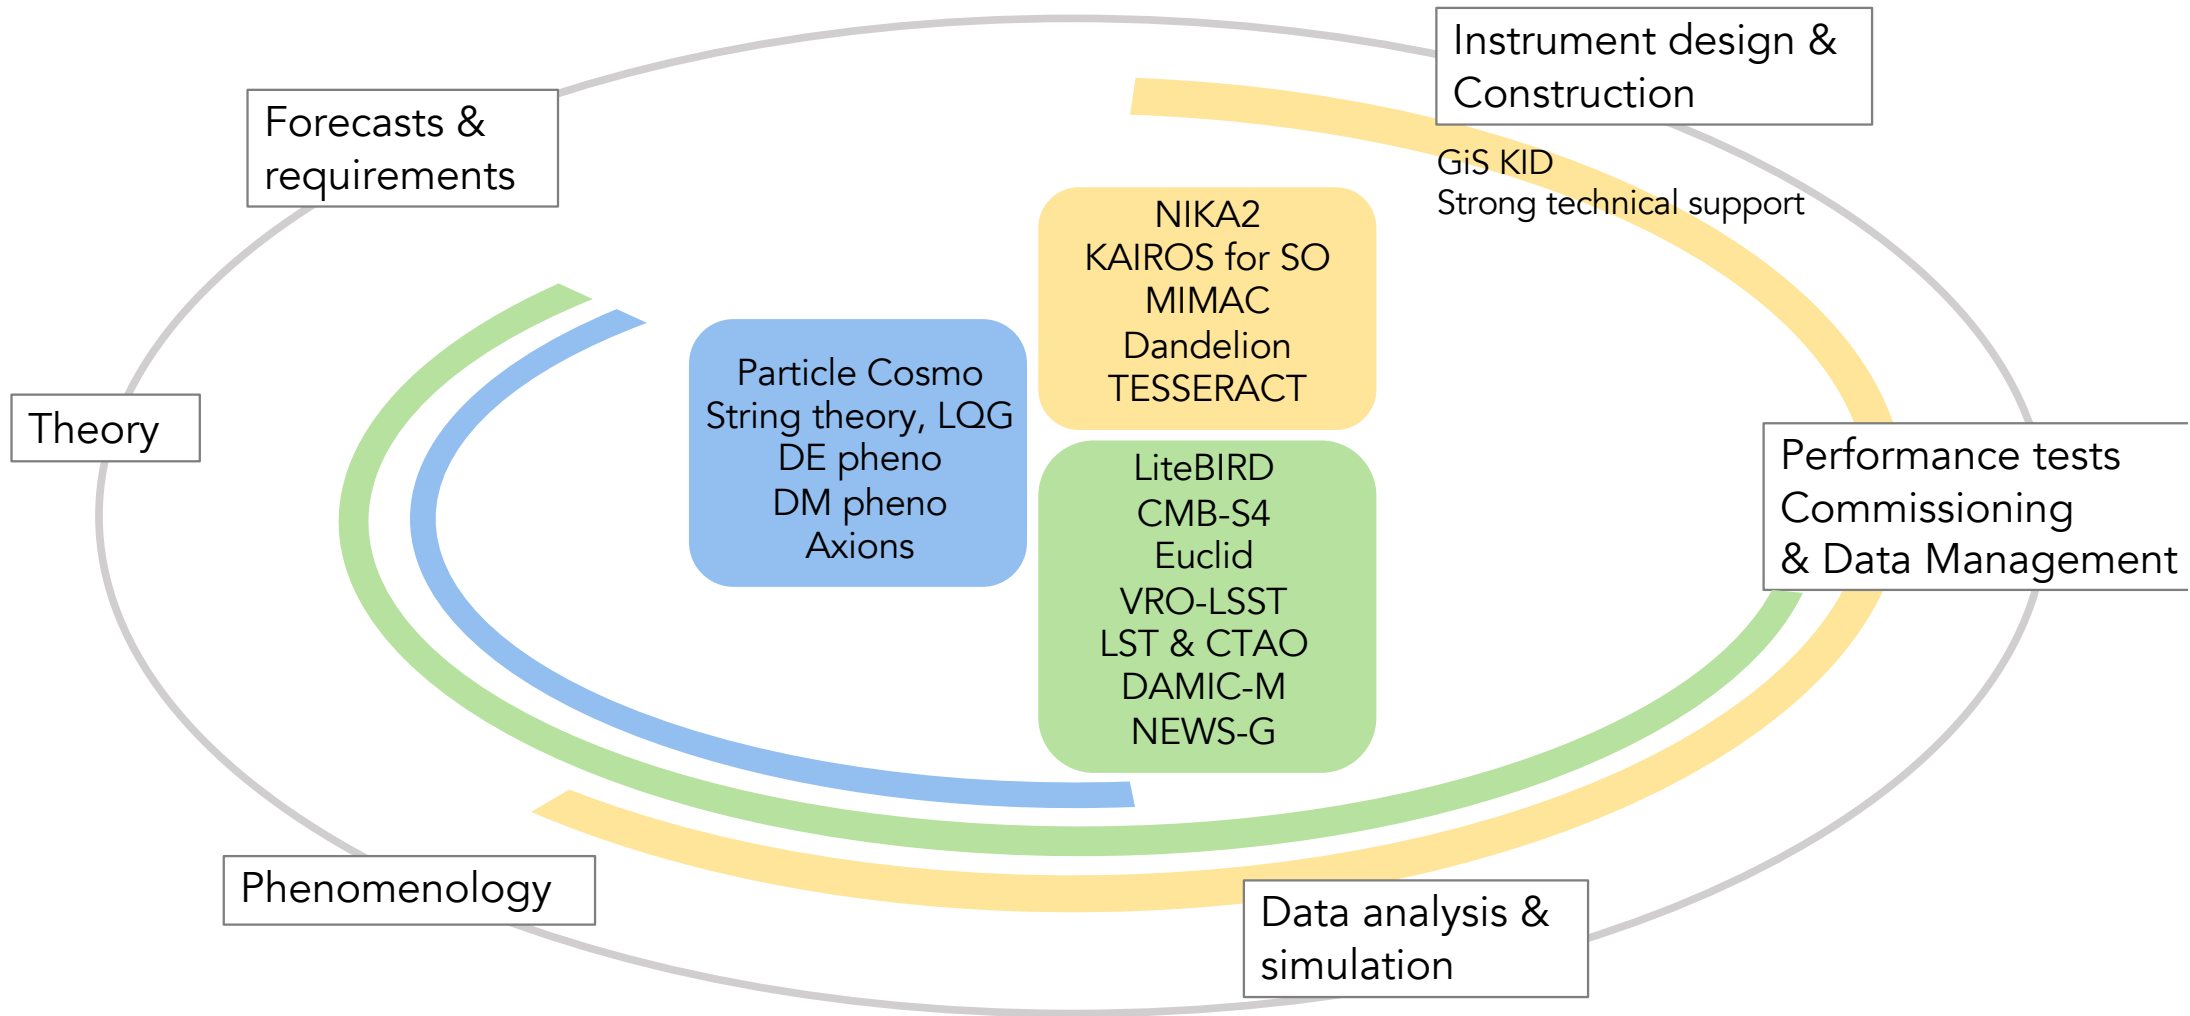 Instrument design &
Construction
GiS KID
Strong technical support
Forecasts &
requirements
NIKA2
KAIROS for SO
MIMAC
Dandelion
TESSERACT
Particle Cosmo
String theory, LQG
DE pheno
DM pheno
Axions
Theory
LiteBIRD
CMB-S4
Euclid
VRO-LSST
LST & CTAO
DAMIC-M
NEWS-G
Performance tests
Commissioning
& Data Management
Phenomenology
Data analysis &
simulation